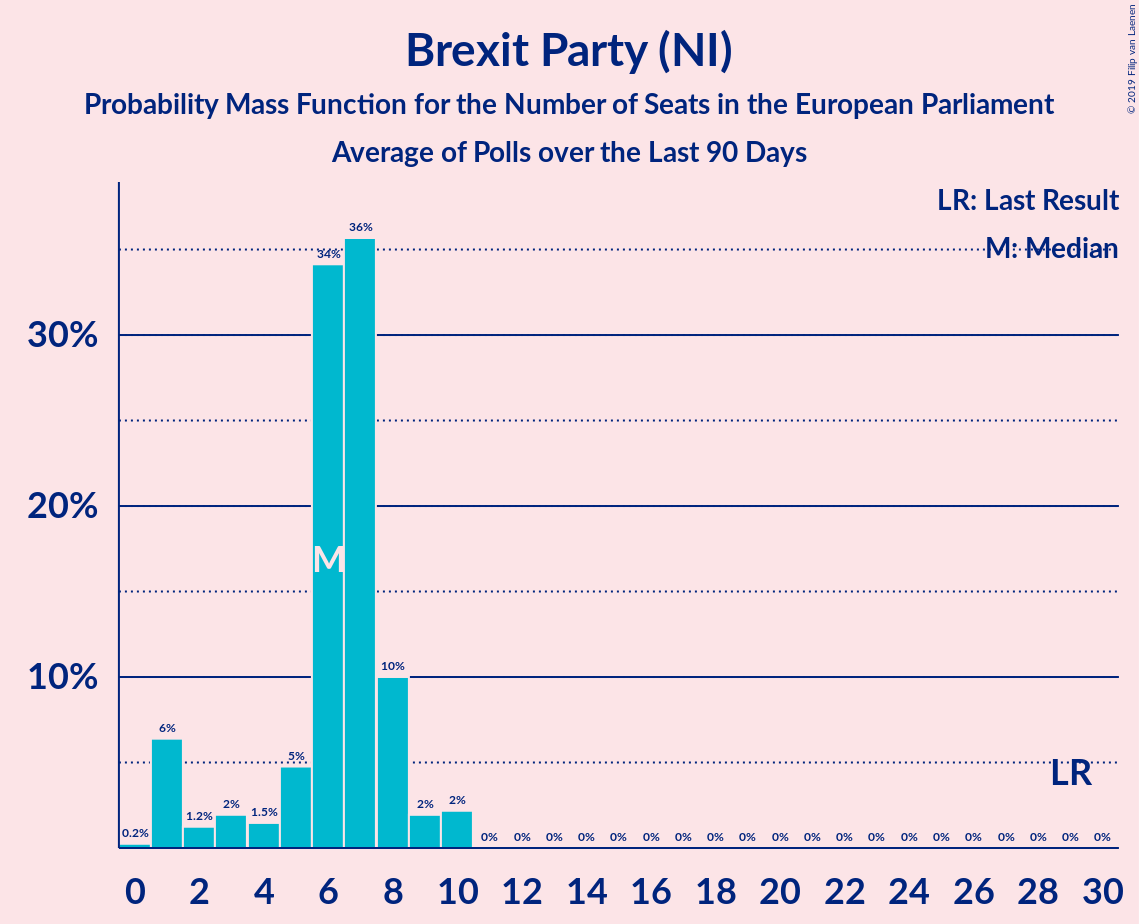 Brexit Party (NI)
Probability Mass Function for the Number of Seats in the European Parliament
Average of Polls over the Last 90 Days
© 2019 Filip van Laenen
LR: Last Result
M: Median
30%
20%
10%
0.2% 6% 1.2% 2% 1.5% 5% 34% 36% 10% 2% 2% 0% 0% 0% 0% 0% 0% 0% 0% 0% 0% 0% 0% 0% 0% 0% 0% 0% 0% 0% 0%
M
LR
0 2 4 6 8 10 12 14 16 18 20 22 24 26 28 30